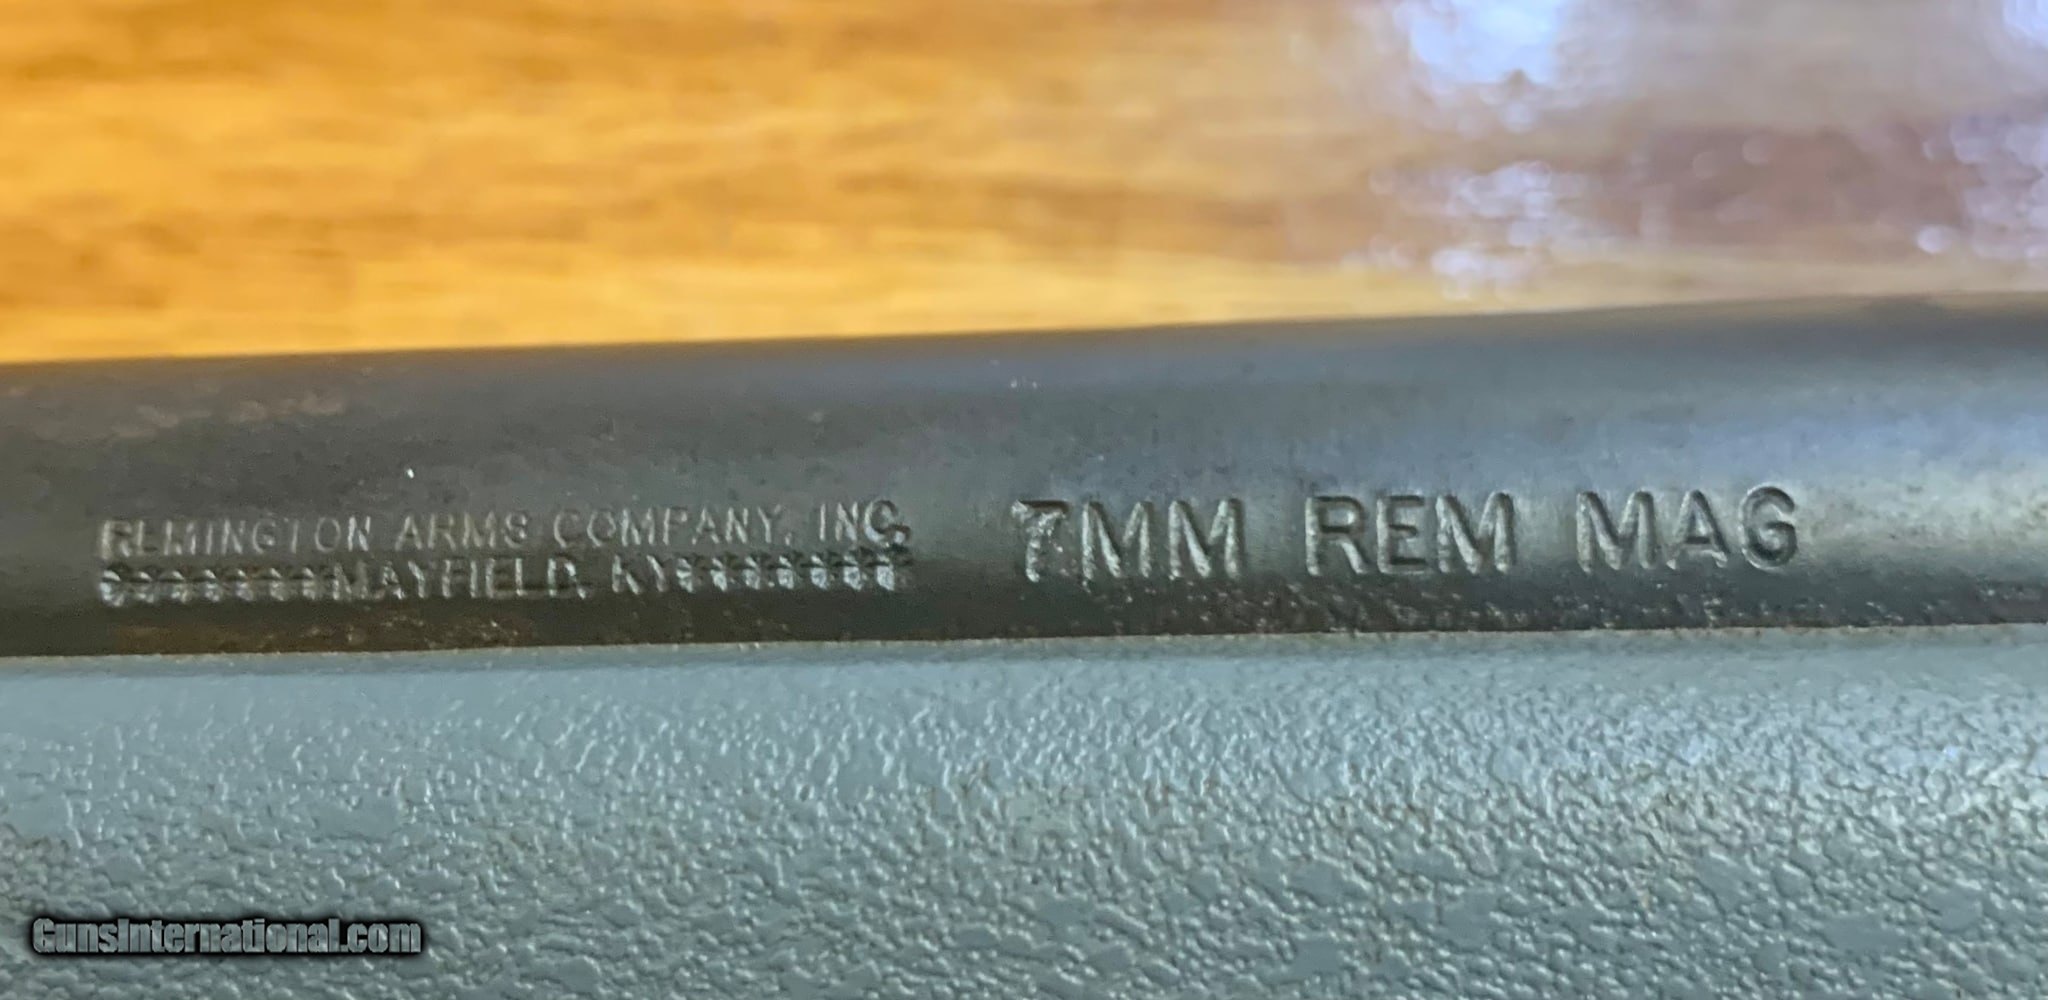 REMINGTON ARMS COMPANY, INC. 7MM REM MAG
MAYFIELD, KY
GunsInternational.com